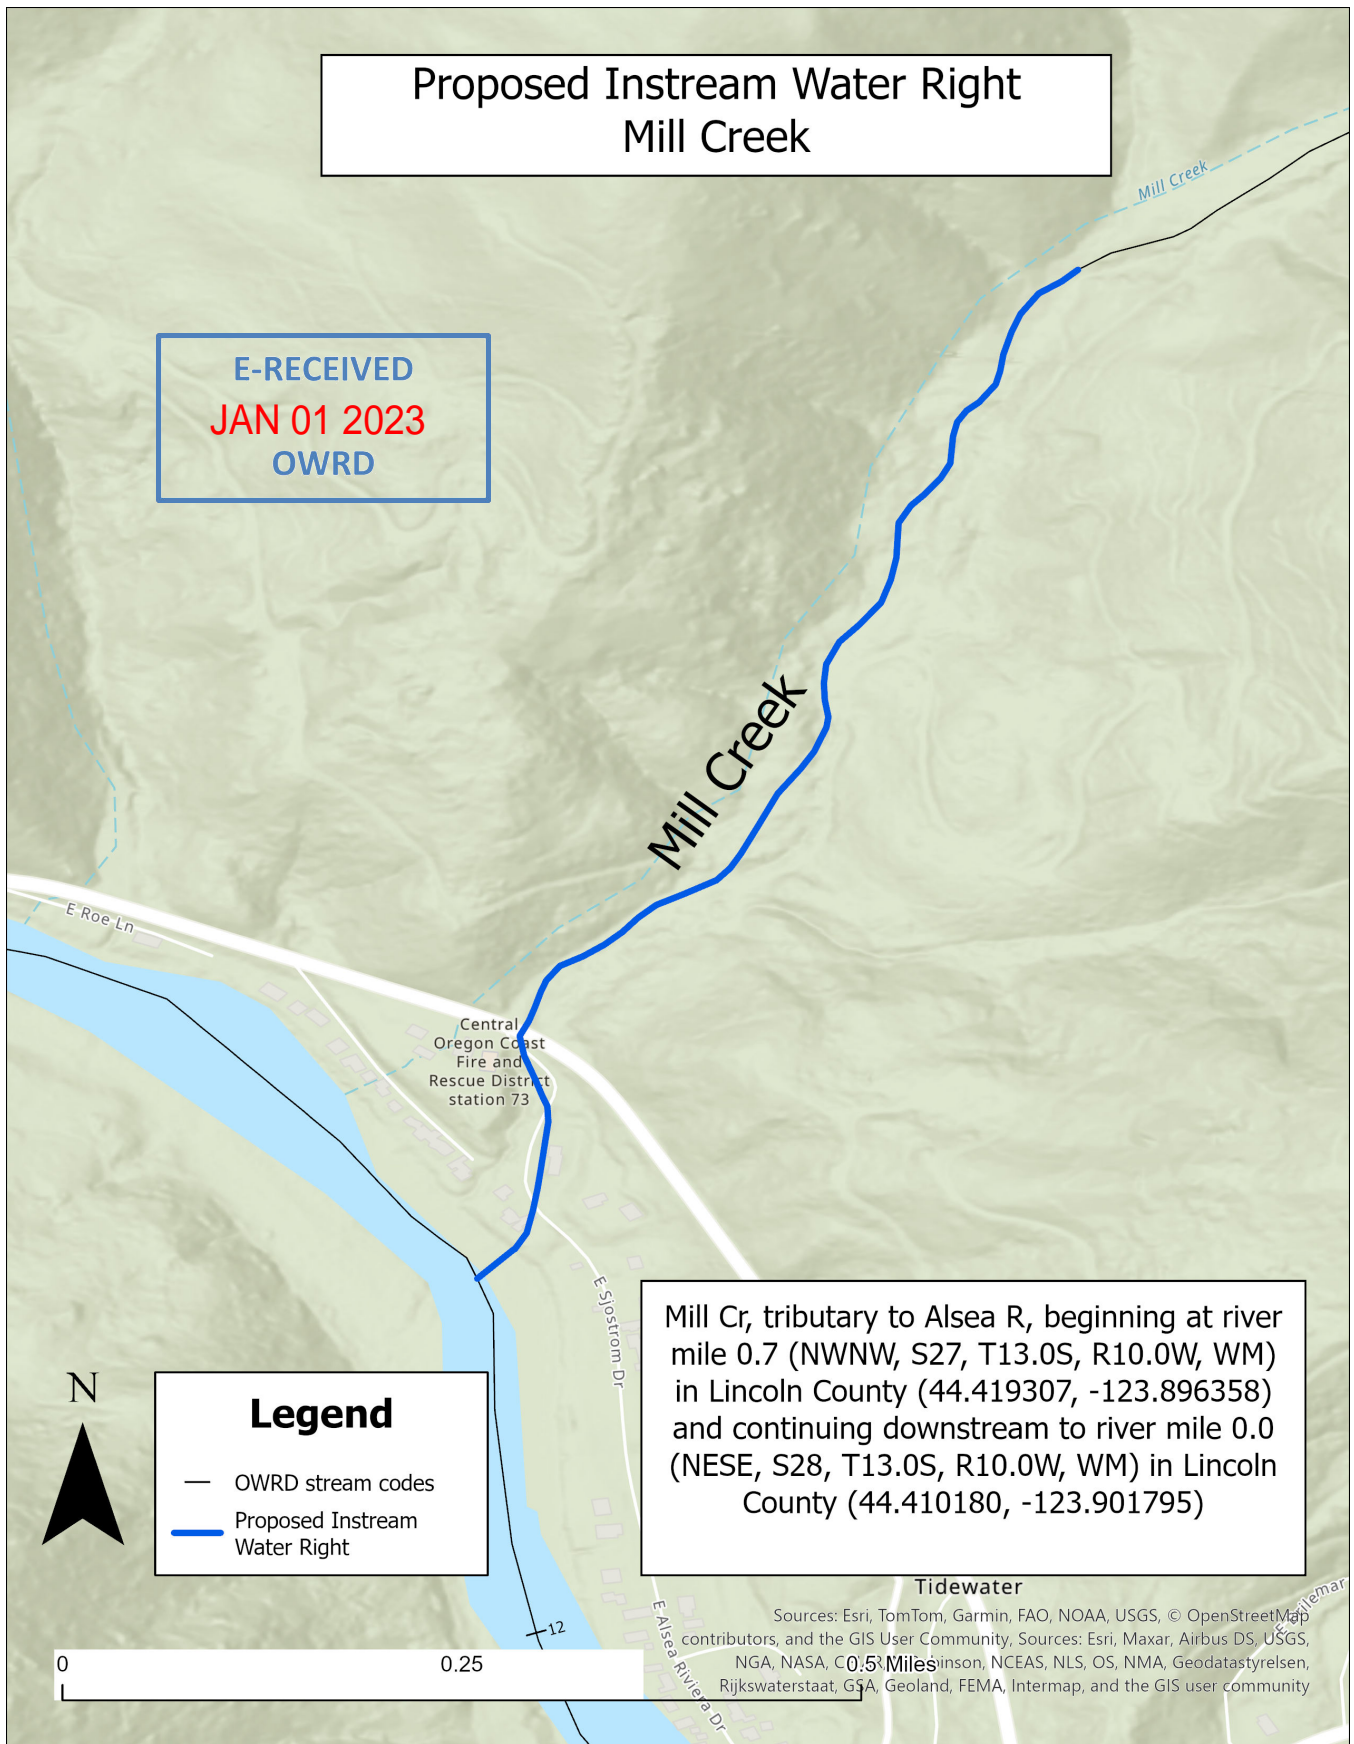 Proposed Instream Water Right
Mill Creek
Mill Creek
E-RECEIVED
JAN 01 2023
OWRD
Mill Creek
E Roe Ln
Central
Oregon Coast
Fire and
Rescue District
station 73
E Sjostrom Dr
Mill Cr, tributary to Alsea R, beginning at river
mile 0.7 (NWNW, S27, T13.0S, R10.0W, WM)
in Lincoln County (44.419307, -123.896358)
and continuing downstream to river mile 0.0
(NESE, S28, T13.0S, R10.0W, WM) in Lincoln
County (44.410180, -123.901795)
N
Legend
OWRD stream codes
Proposed Instream
Water Right
Tidewater
12
E Alsea Riviera Dr
Sources: Esri, TomTom, Garmin, FAO, NOAA, USGS, © OpenStreetMap
contributors, and the GIS User Community, Sources: Esri, Maxar, Airbus DS, USGS,
NGA, NASA, NCEAS, NLS, OS, NMA, Geodatastyrelsen,
Rijkswaterstaat, GSA, Geoland, FEMA, Intermap, and the GIS user community
0 0.25 0.5 Miles